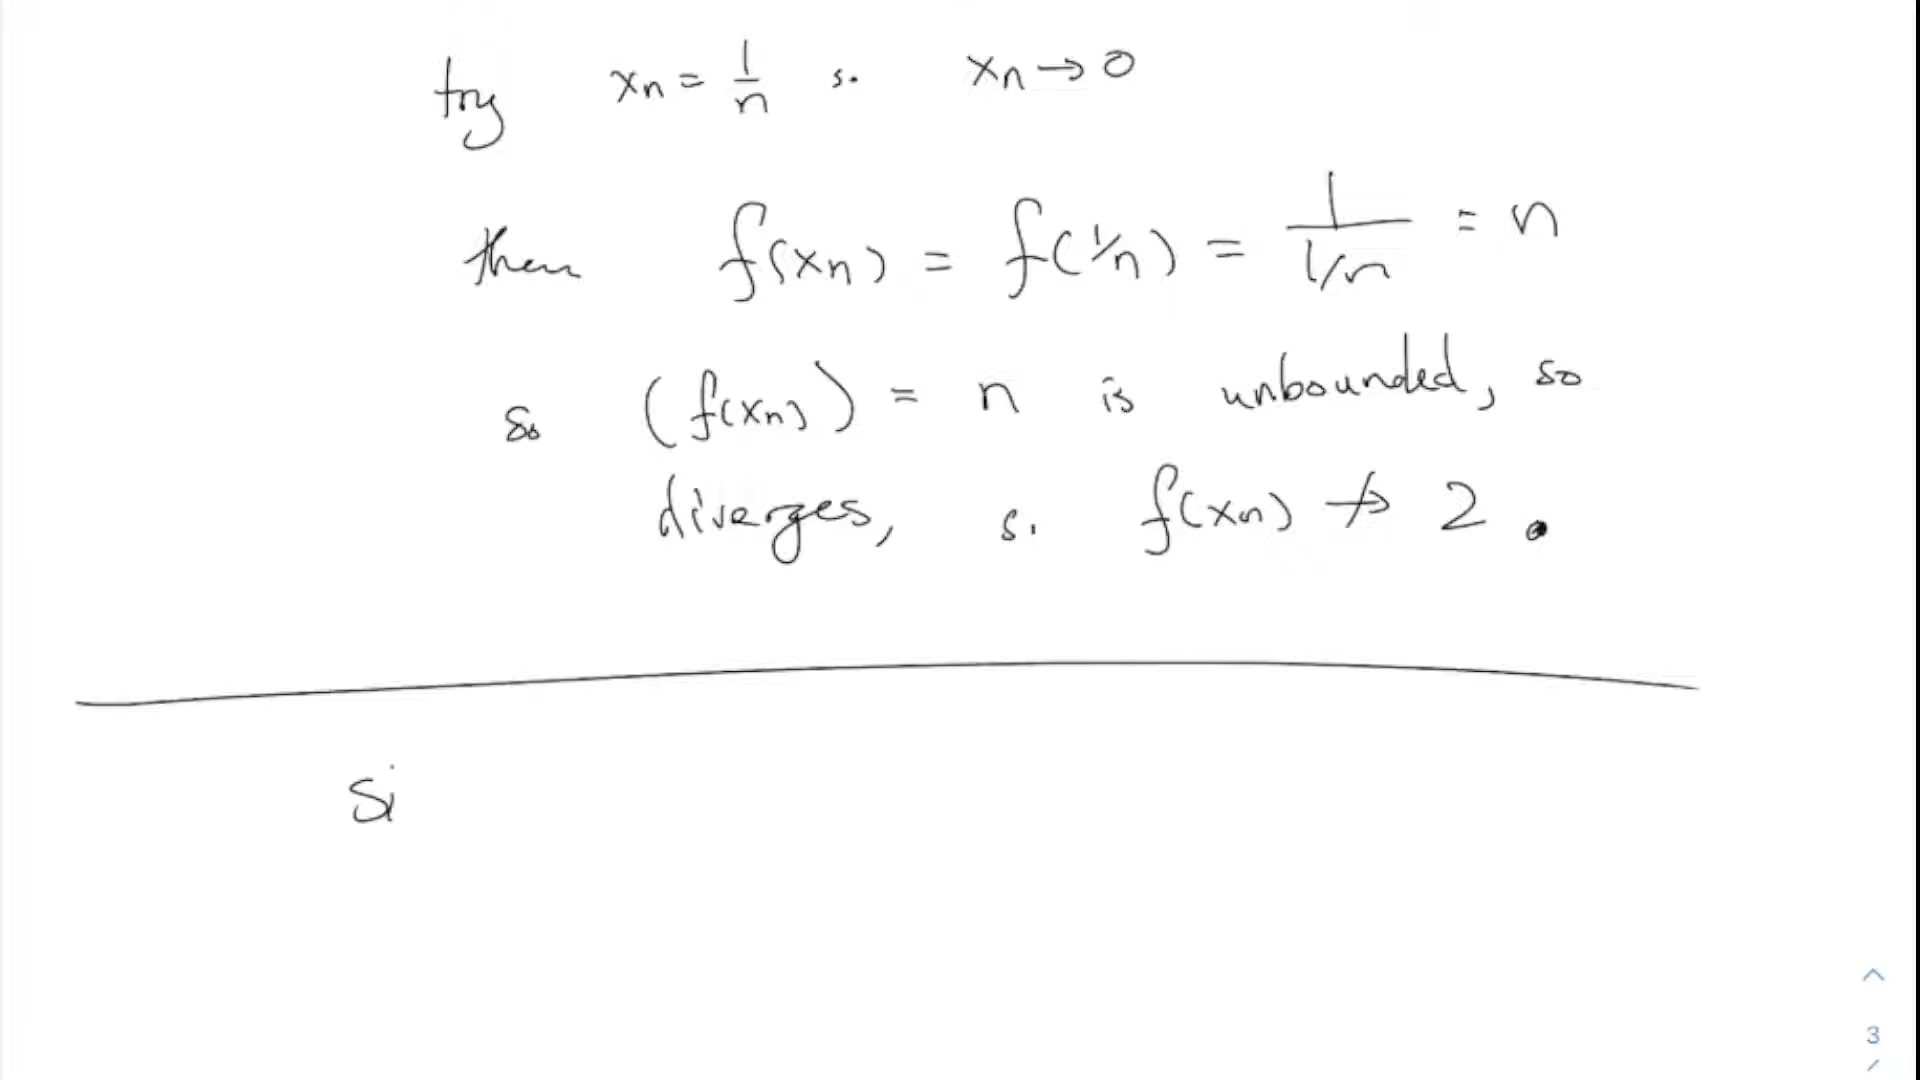 try xn = 1/n so xn → 0
then f(xn) = f(1/n) = 1/(1/n) = n
so (f(xn)) = n is unbounded, so
diverges, so f(xn) ↛ 2.
Si
3